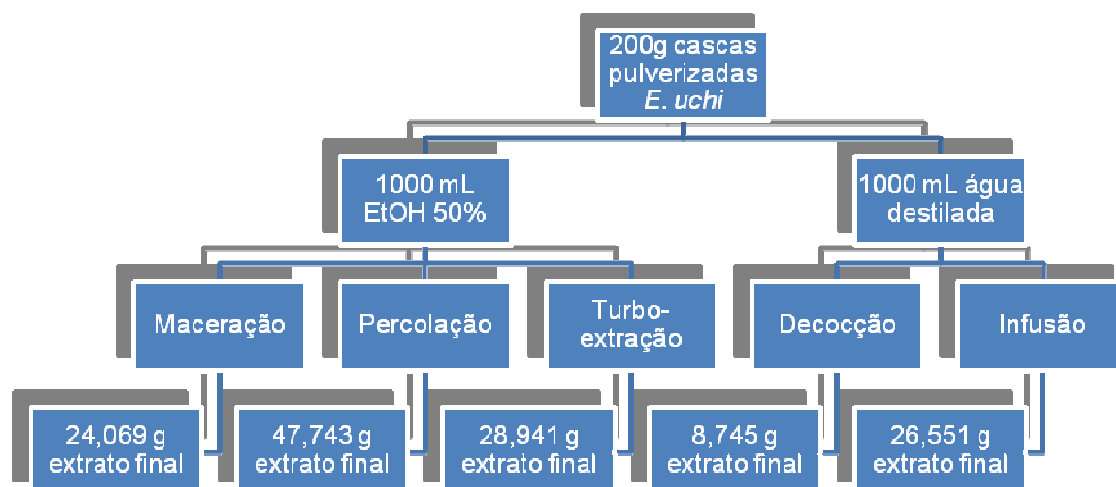 200g cascas
pulverizadas
E. uchi
1000 mL
EtOH 50%
1000 mL água
destilada
Maceração
Percolação
Turbo-
extração
Decocção
Infusão
24,069 g
extrato final
47,743 g
extrato final
28,941 g
extrato final
8,745 g
extrato final
26,551 g
extrato final